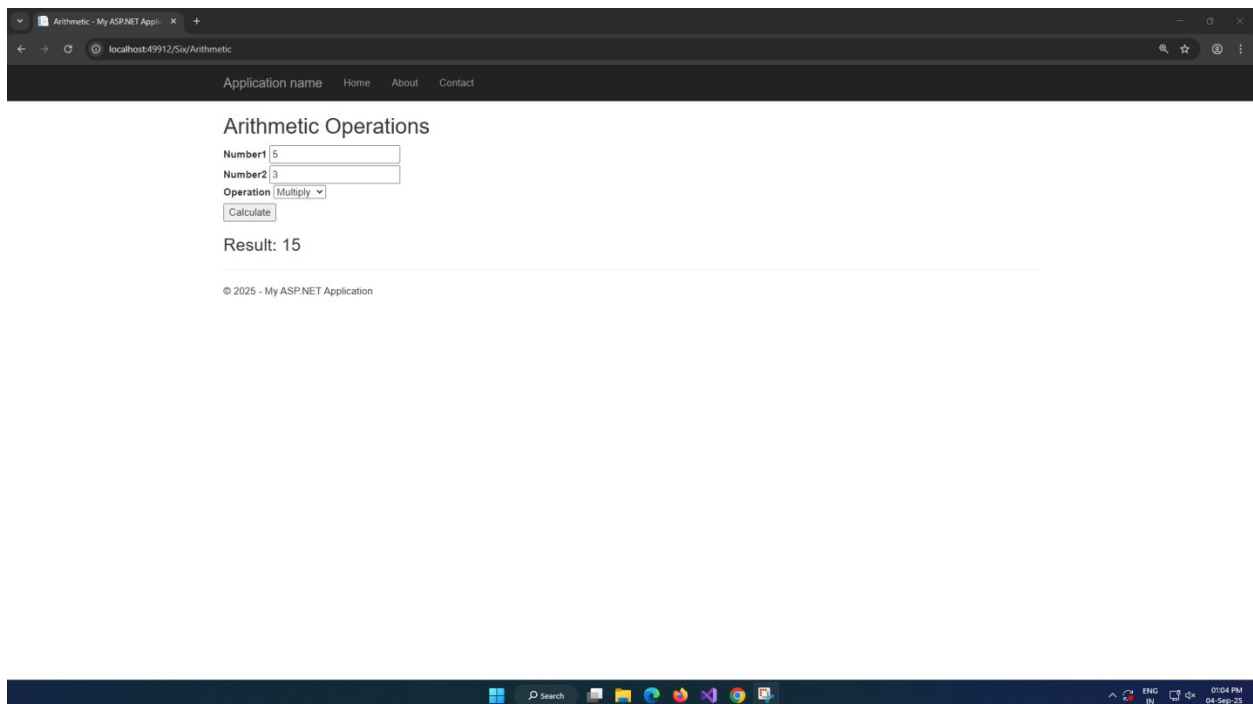 Arithmetic - My ASP.NET Applic
localhost:49912/Six/Arithmetic
Application name Home About Contact
Arithmetic Operations
Number1 5
Number2 3
Operation Multiply
Calculate
Result: 15
© 2025 - My ASP.NET Application
Search
ENG 01:04 PM
IN 04-Sep-25